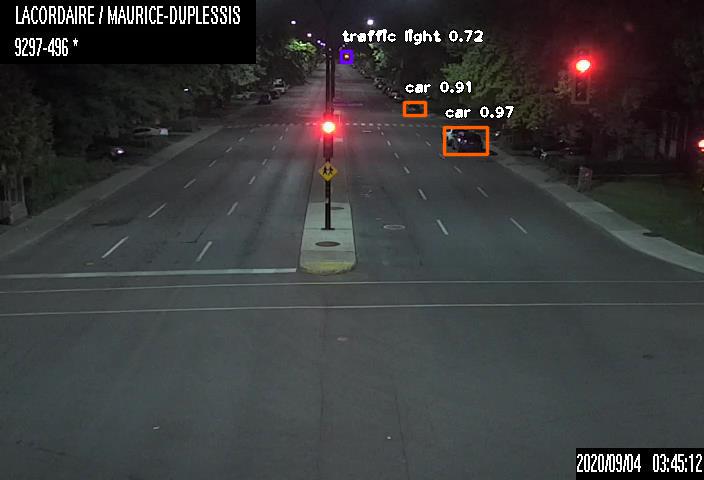 LACORDAIRE / MAURICE-DUPLESSIS
9297-496 *
traffic light 0.72
car 0.91
car 0.97
2020/09/04 03:45:12